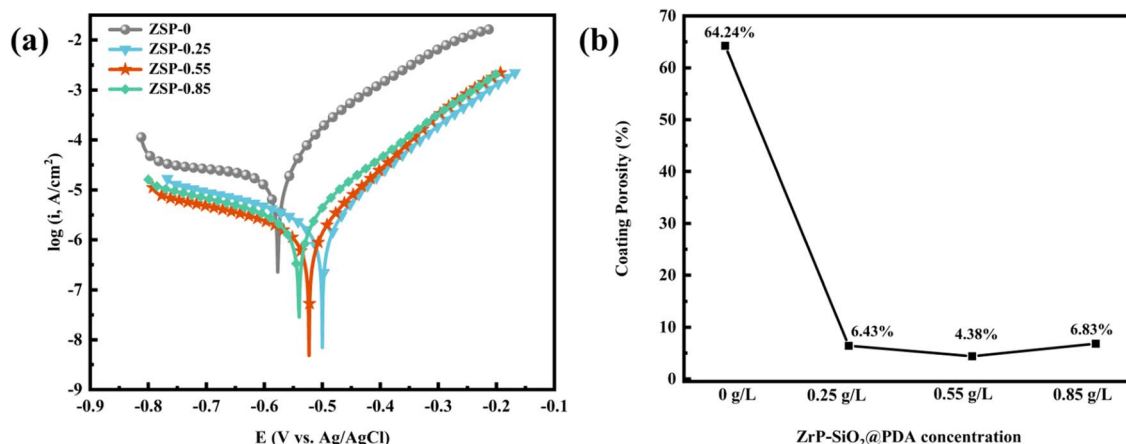 (a)
ZSP-0
ZSP-0.25
ZSP-0.55
ZSP-0.85
log (i, A/cm²)
-2
-3
-4
-5
-6
-7
-8
-9
-0.9 -0.8 -0.7 -0.6 -0.5 -0.4 -0.3 -0.2 -0.1
E (V vs. Ag/AgCl)
(b)
Coating Porosity (%)
70
60
50
40
30
20
10
0
64.24%
6.43%
4.38%
6.83%
0 g/L 0.25 g/L 0.55 g/L 0.85 g/L
ZrP-SiO₂@PDA concentration